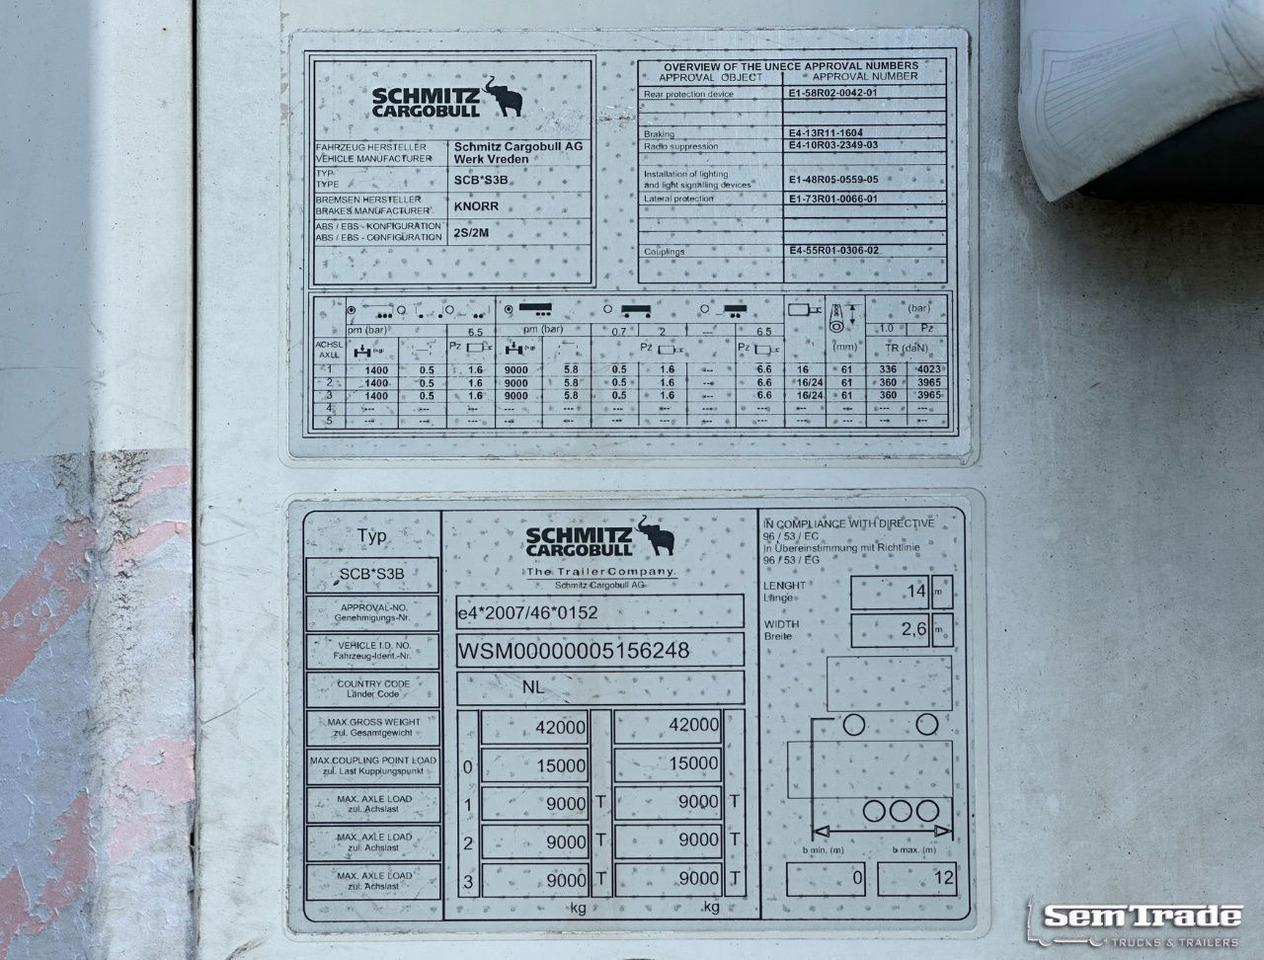 SCHMITZ
CARGOBULL
FAHRZEUG HERSTELLER
VEHICLE MANUFACTURER
Schmitz Cargobull AG
Werk Vreden
TYP
TYPE
SCB*S3B
BREMSEN HERSTELLER
BRAKES MANUFACTURER
KNORR
ABS / EBS - KONFIGURATION
ABS / EBS - CONFIGURATION
2S/2M
OVERVIEW OF THE UNECE APPROVAL NUMBERS
APPROVAL OBJECT APPROVAL NUMBER
Rear protection device E1-58R02-0042-01
Braking E4-13R11-1604
Radio suppression E4-10R03-2349-03
Installation of lighting
and light signalling devices E1-48R05-0559-05
Lateral protection E1-73R01-0066-01
Couplings E4-55R01-0306-02
(bar)
pm (bar) 6.5 pm (bar) 0.7 2 --- 6.5 1.0 Pz
ACHSL
AXLL
Pz Pz Pz (mm) TR (daN)
1 1400 0.5 1.6 9000 5.8 0.5 1.6 --- 6.6 16 61 336 4023
2 1400 0.5 1.6 9000 5.8 0.5 1.6 --- 6.6 16/24 61 360 3965
3 1400 0.5 1.6 9000 5.8 0.5 1.6 --- 6.6 16/24 61 360 3965
4 --- --- --- --- --- --- --- --- --- --- --- --- ---
5 --- --- --- --- --- --- --- --- --- --- --- --- ---
Typ
SCB*S3B
SCHMITZ
CARGOBULL
The TrailerCompany.
Schmitz Cargobull AG
APPROVAL-NO.
Genehmigungs-Nr.
e4*2007/46*0152
VEHICLE I.D. NO.
Fahrzeug-Ident.-Nr.
WSM00000005156248
COUNTRY CODE
Länder Code
NL
MAX.GROSS WEIGHT
zul. Gesamtgewicht
42000 42000
MAX.COUPLING POINT LOAD
zul. Last Kupplungspunkt
0 15000 15000
MAX. AXLE LOAD
zul. Achslast
1 9000 T 9000 T
MAX. AXLE LOAD
zul. Achslast
2 9000 T 9000 T
MAX. AXLE LOAD
zul. Achslast
3 9000 T 9000 T
kg kg
IN COMPLIANCE WITH DIRECTIVE
96 / 53 / EC
In Übereinstimmung mit Richtlinie
96 / 53 / EG
LENGHT
Länge
14 m
WIDTH
Breite
2,6 m
b min. (m) b max. (m)
0 12
SemTrade
TRUCKS & TRAILERS